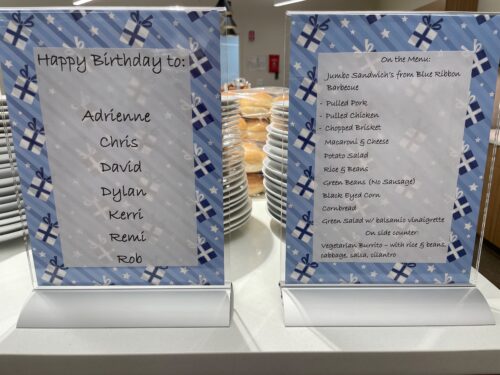 Happy Birthday to:
Adrienne
Chris
David
Dylan
Kerri
Remi
Rob
On the Menu:
Jumbo Sandwich's from Blue Ribbon
Barbecue
- Pulled Pork
- Pulled Chicken
- Chopped Brisket
Macaroni & Cheese
Potato Salad
Rice & Beans
Green Beans (No Sausage)
Black Eyed Corn
Cornbread
Green Salad w/ balsamic vinaigrette
On side counter:
Vegetarian Burrito – with rice & beans,
cabbage, salsa, cilantro